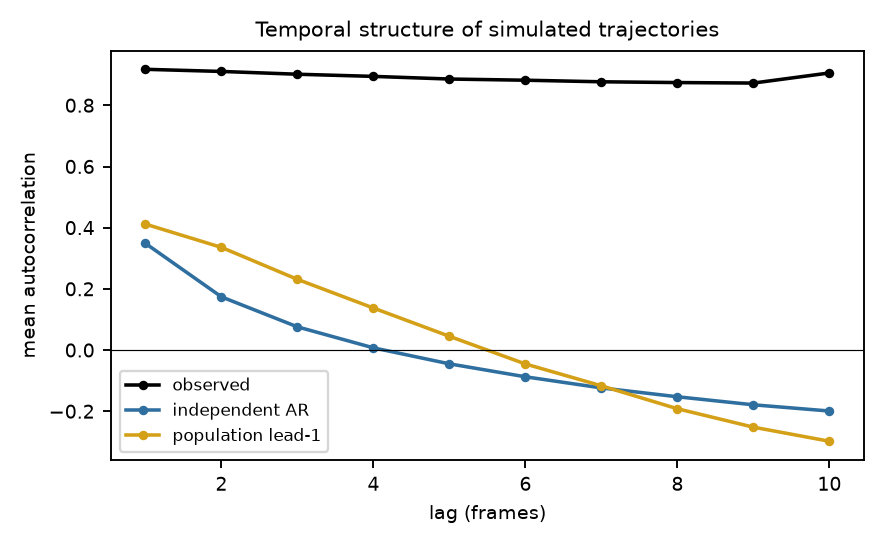 Temporal structure of simulated trajectories
mean autocorrelation
0.8
0.6
0.4
0.2
0.0
−0.2
observed
independent AR
population lead-1
2 4 6 8 10
lag (frames)